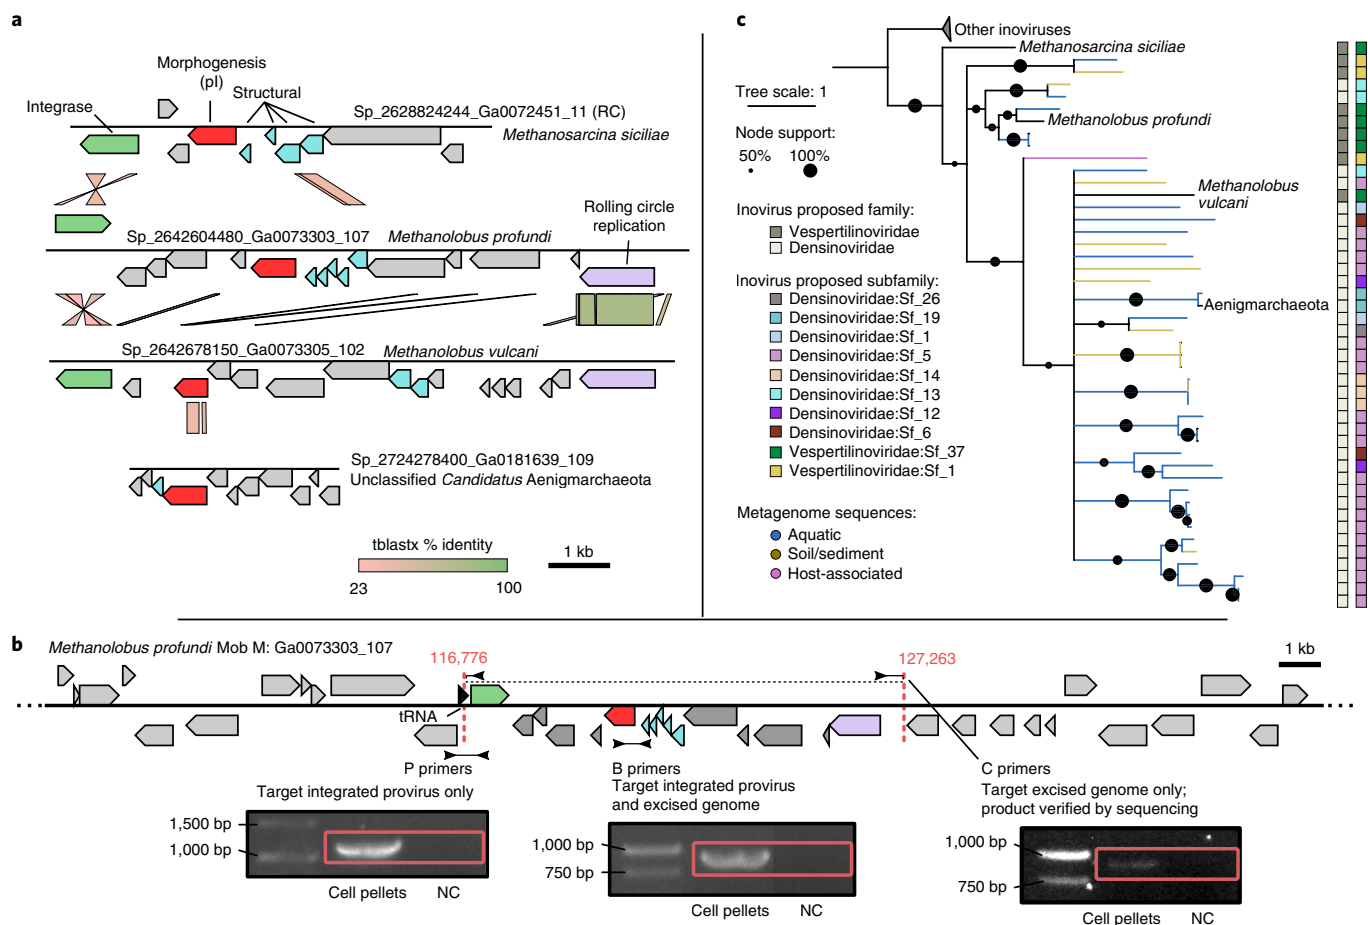 a
Morphogenesis
(pI)
Structural
Integrase
Sp_2628824244_Ga0072451_11 (RC)
Methanosarcina siciliae
Rolling circle
replication
Sp_2642604480_Ga0073303_107
Methanolobus profundi
Sp_2642678150_Ga0073305_102
Methanolobus vulcani
Sp_2724278400_Ga0181639_109
Unclassified Candidatus Aenigmarchaeota
tblastx % identity
23
100
1 kb
c
Other inoviruses
Methanosarcina siciliae
Tree scale: 1
Node support:
50%
100%
Methanolobus profundi
Methanolobus
vulcani
Aenigmarchaeota
Inovirus proposed family:
Vespertilinoviridae
Densinoviridae
Inovirus proposed subfamily:
Densinoviridae:Sf_26
Densinoviridae:Sf_19
Densinoviridae:Sf_1
Densinoviridae:Sf_5
Densinoviridae:Sf_14
Densinoviridae:Sf_13
Densinoviridae:Sf_12
Densinoviridae:Sf_6
Vespertilinoviridae:Sf_37
Vespertilinoviridae:Sf_1
Metagenome sequences:
Aquatic
Soil/sediment
Host-associated
b
Methanolobus profundi Mob M: Ga0073303_107
116,776
127,263
1 kb
tRNA
P primers
Target integrated provirus only
1,500 bp
1,000 bp
Cell pellets
NC
B primers
Target integrated provirus
and excised genome
1,000 bp
750 bp
Cell pellets
NC
C primers
Target excised genome only;
product verified by sequencing
1,000 bp
750 bp
Cell pellets
NC